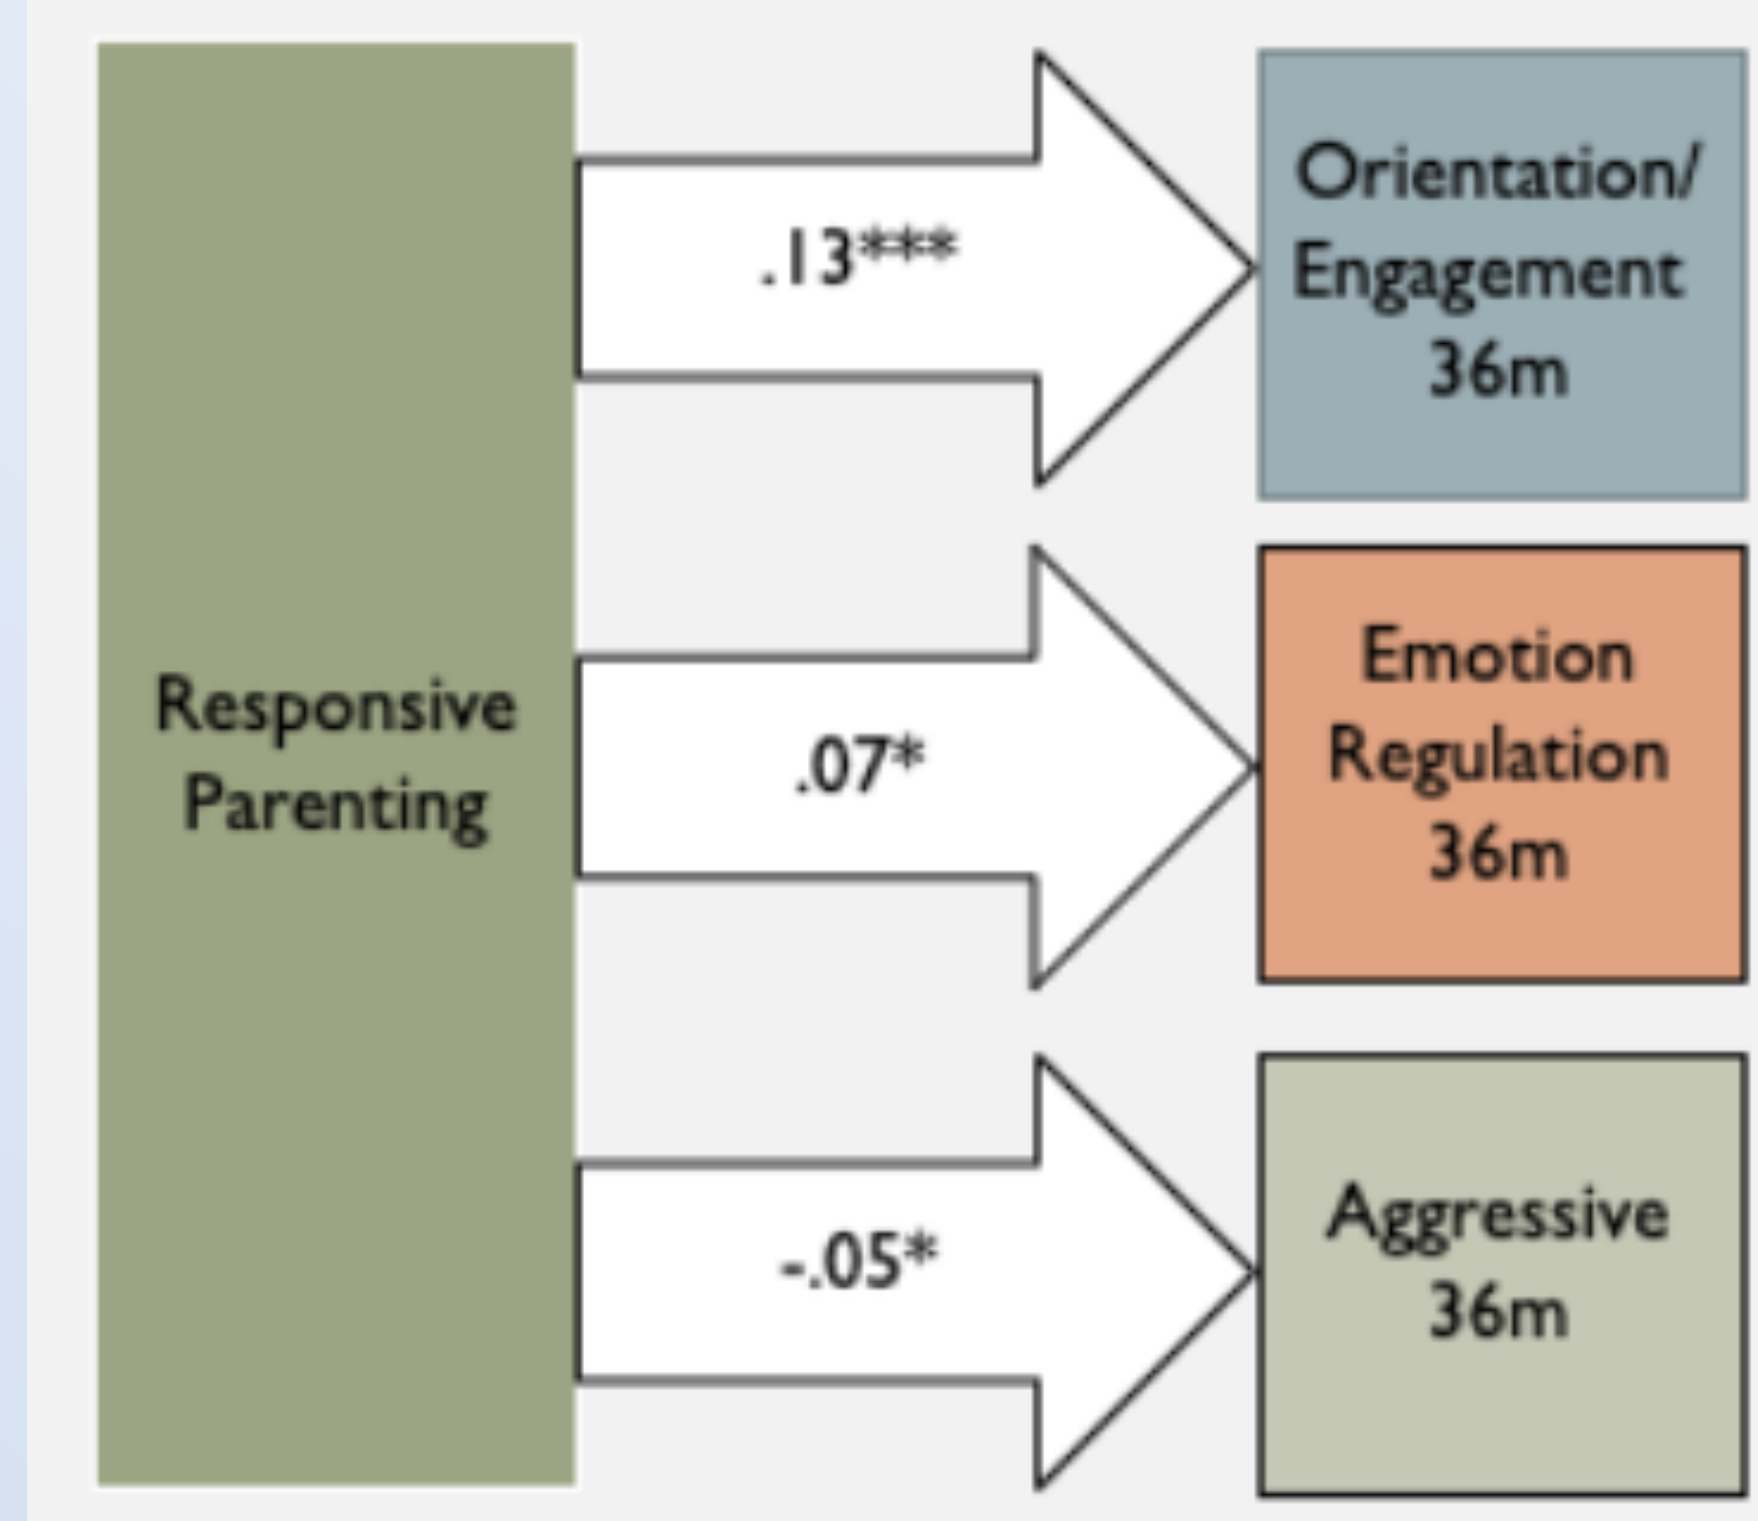 Responsive
Parenting
.13***
Orientation/
Engagement
36m
.07*
Emotion
Regulation
36m
-.05*
Aggressive
36m